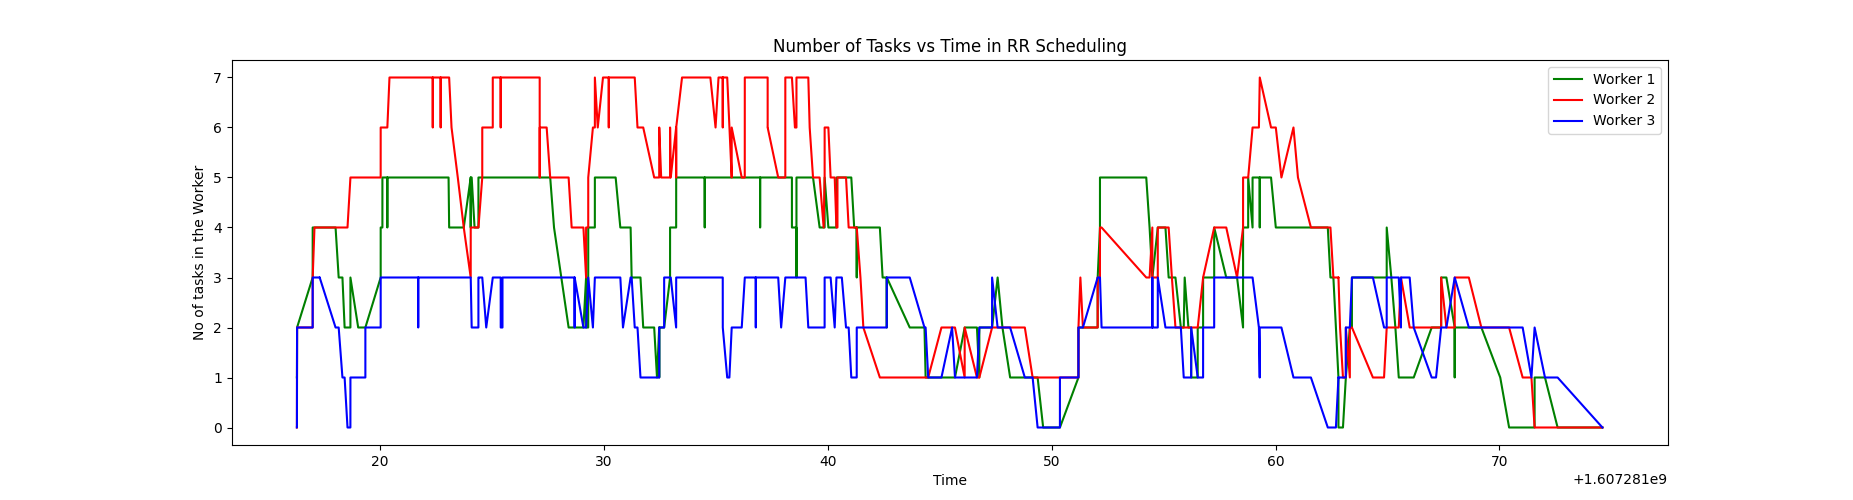 Number of Tasks vs Time in RR Scheduling
No of tasks in the Worker
7
6
5
4
3
2
1
0
Worker 1
Worker 2
Worker 3
20 30 40 50 60 70
Time
+1.607281e9